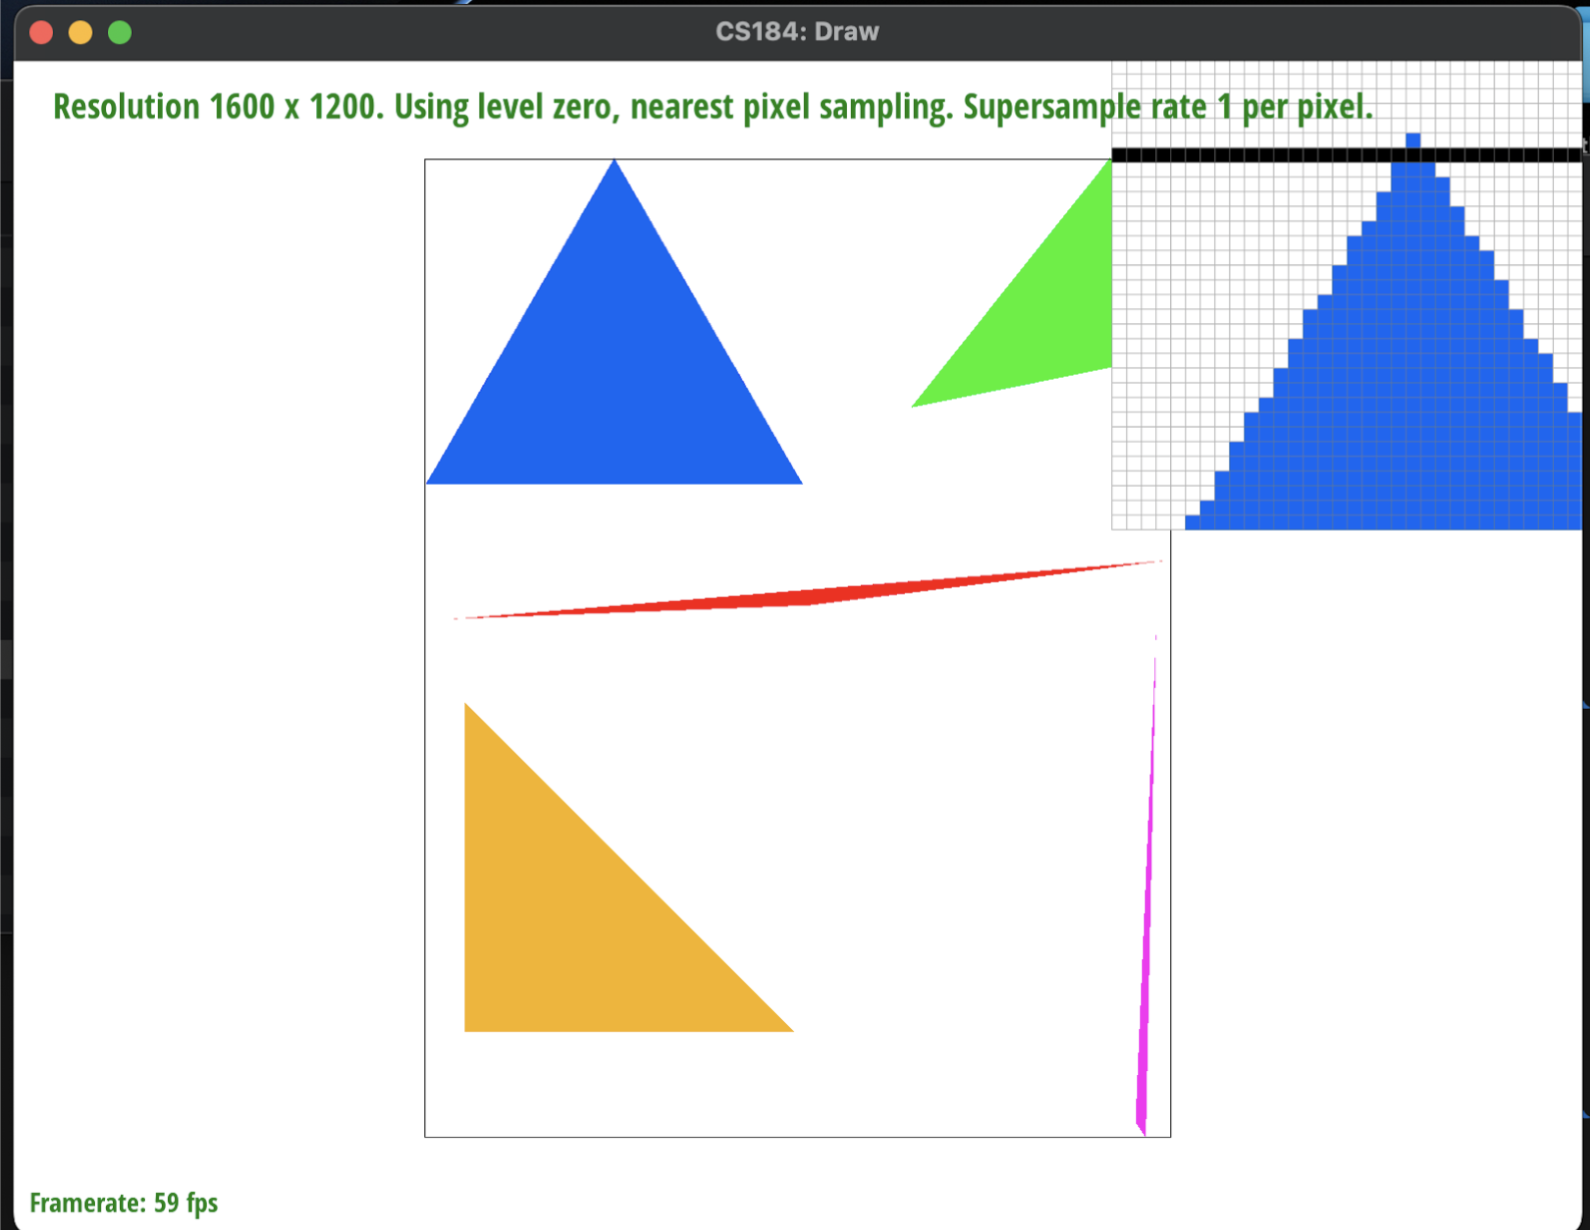 CS184: Draw
Resolution 1600 x 1200. Using level zero, nearest pixel sampling. Supersample rate 1 per pixel.
Framerate: 59 fps